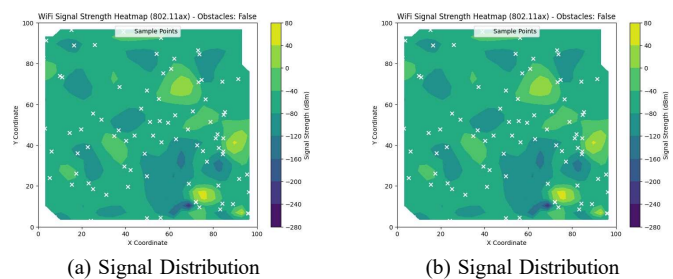 WiFi Signal Strength Heatmap (802.11ax) - Obstacles: False
Sample Points
100
80
60
40
20
0
Y Coordinate
0 20 40 60 80 100
X Coordinate
80
40
0
-40
-80
-120
-160
-200
-240
-280
Signal Strength (dBm)
(a) Signal Distribution
WiFi Signal Strength Heatmap (802.11ax) - Obstacles: False
Sample Points
100
80
60
40
20
0
Y Coordinate
0 20 40 60 80 100
X Coordinate
80
40
0
-40
-80
-120
-160
-200
-240
-280
Signal Strength (dBm)
(b) Signal Distribution